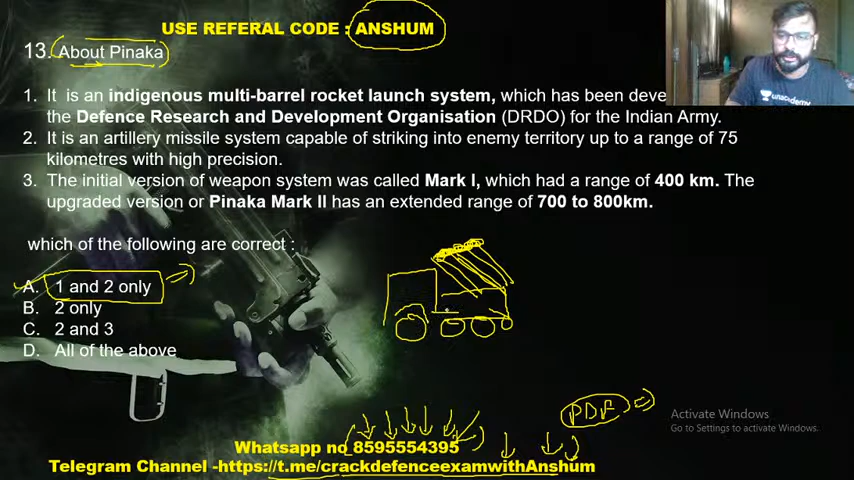 USE REFERAL CODE : ANSHUM
13. About Pinaka
1. It is an indigenous multi-barrel rocket launch system, which has been deve
the Defence Research and Development Organisation (DRDO) for the Indian Army.
2. It is an artillery missile system capable of striking into enemy territory up to a range of 75
kilometres with high precision.
3. The initial version of weapon system was called Mark I, which had a range of 400 km. The
upgraded version or Pinaka Mark II has an extended range of 700 to 800km.
which of the following are correct :
A. 1 and 2 only
B. 2 only
C. 2 and 3
D. All of the above
unacademy
PDF
Activate Windows
Go to Settings to activate Windows.
Whatsapp no 8595554395
Telegram Channel -https://t.me/crackdefenceexamwithAnshum